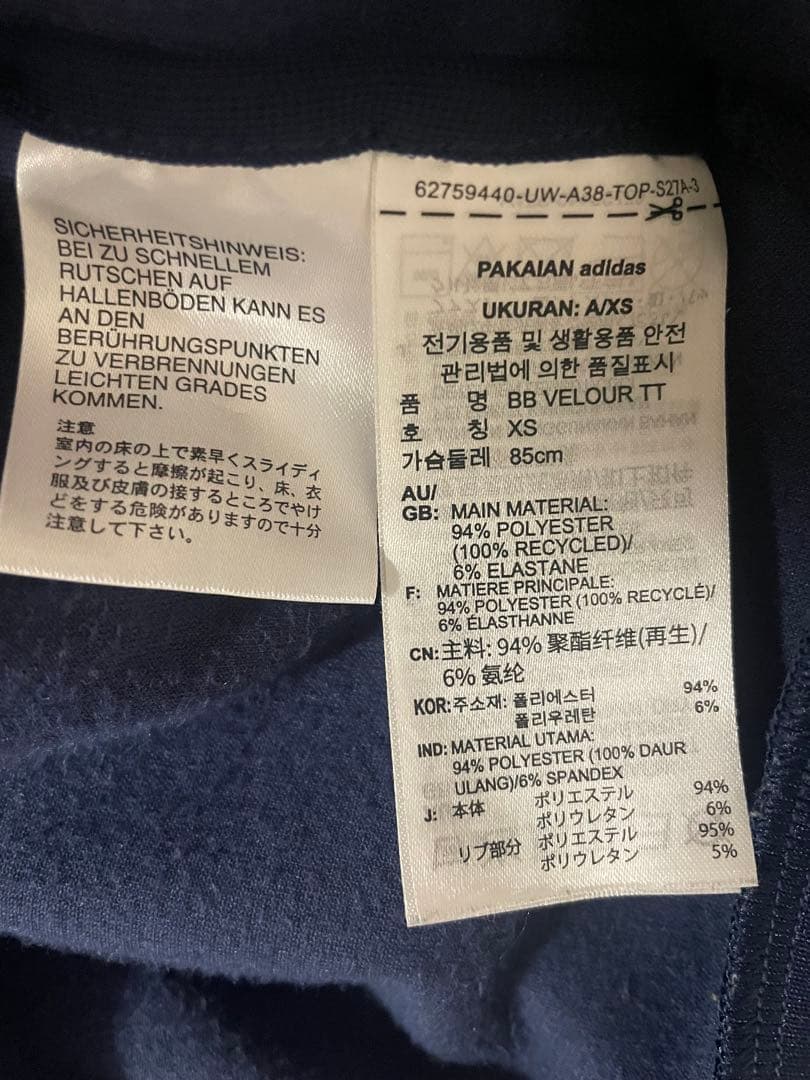 SICHERHEITSHINWEIS:
BEI ZU SCHNELLEM
RUTSCHEN AUF
HALLENBÖDEN KANN ES
AN DEN
BERÜHRUNGSPUNKTEN
ZU VERBRENNUNGEN
LEICHTEN GRADES
KOMMEN.
注意
室内の床の上で素早くスライディ
ングすると摩擦が起こり、床、衣
服及び皮膚の接するところでやけ
どをする危険がありますので十分
注意して下さい。
62759440-UW-A38-TOP-S27A-3
PAKAIAN adidas
UKURAN: A/XS
전기용품 및 생활용품 안전
관리법에 의한 품질표시
품 명 BB VELOUR TT
호 칭 XS
가슴둘레 85cm
AU/
GB: MAIN MATERIAL:
94% POLYESTER
(100% RECYCLED)/
6% ELASTANE
F: MATIERE PRINCIPALE:
94% POLYESTER (100% RECYCLÉ)/
6% ÉLASTHANNE
CN: 主料: 94% 聚酯纤维(再生)/
6% 氨纶
KOR: 주소재: 폴리에스터 94%
폴리우레탄 6%
IND: MATERIAL UTAMA:
94% POLYESTER (100% DAUR
ULANG)/6% SPANDEX
J: 本体 ポリエステル 94%
ポリウレタン 6%
リブ部分 ポリエステル 95%
ポリウレタン 5%